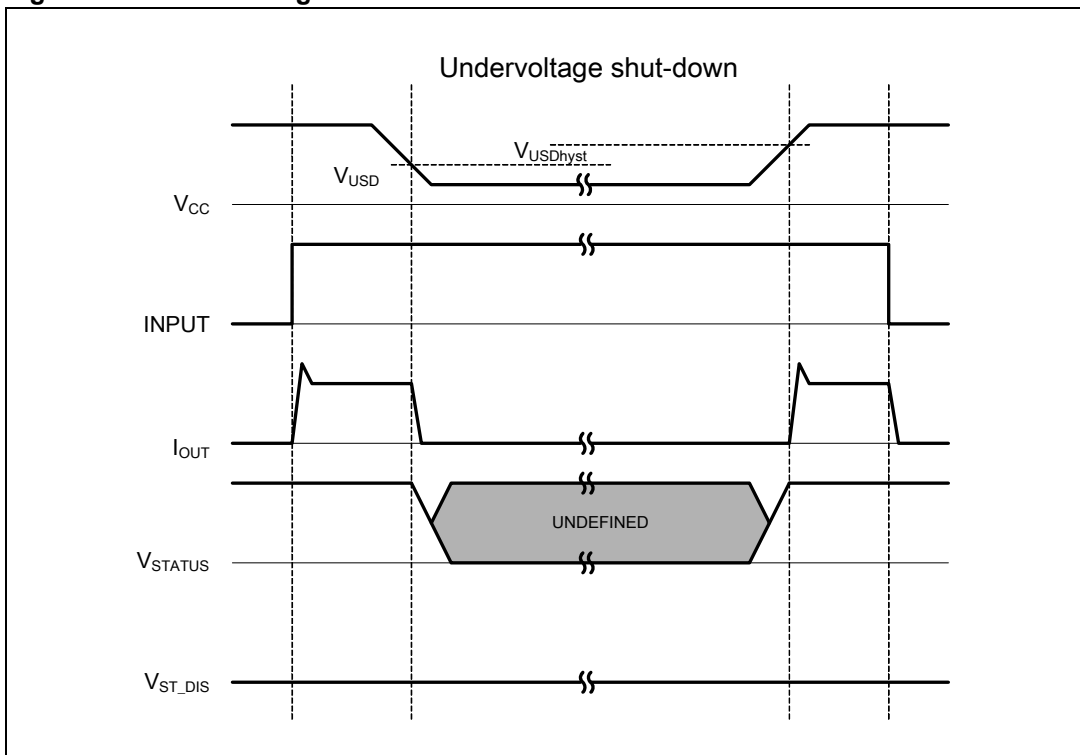 Undervoltage shut-down
VUSDhyst
VUSD
VCC
INPUT
IOUT
UNDEFINED
VSTATUS
VST_DIS